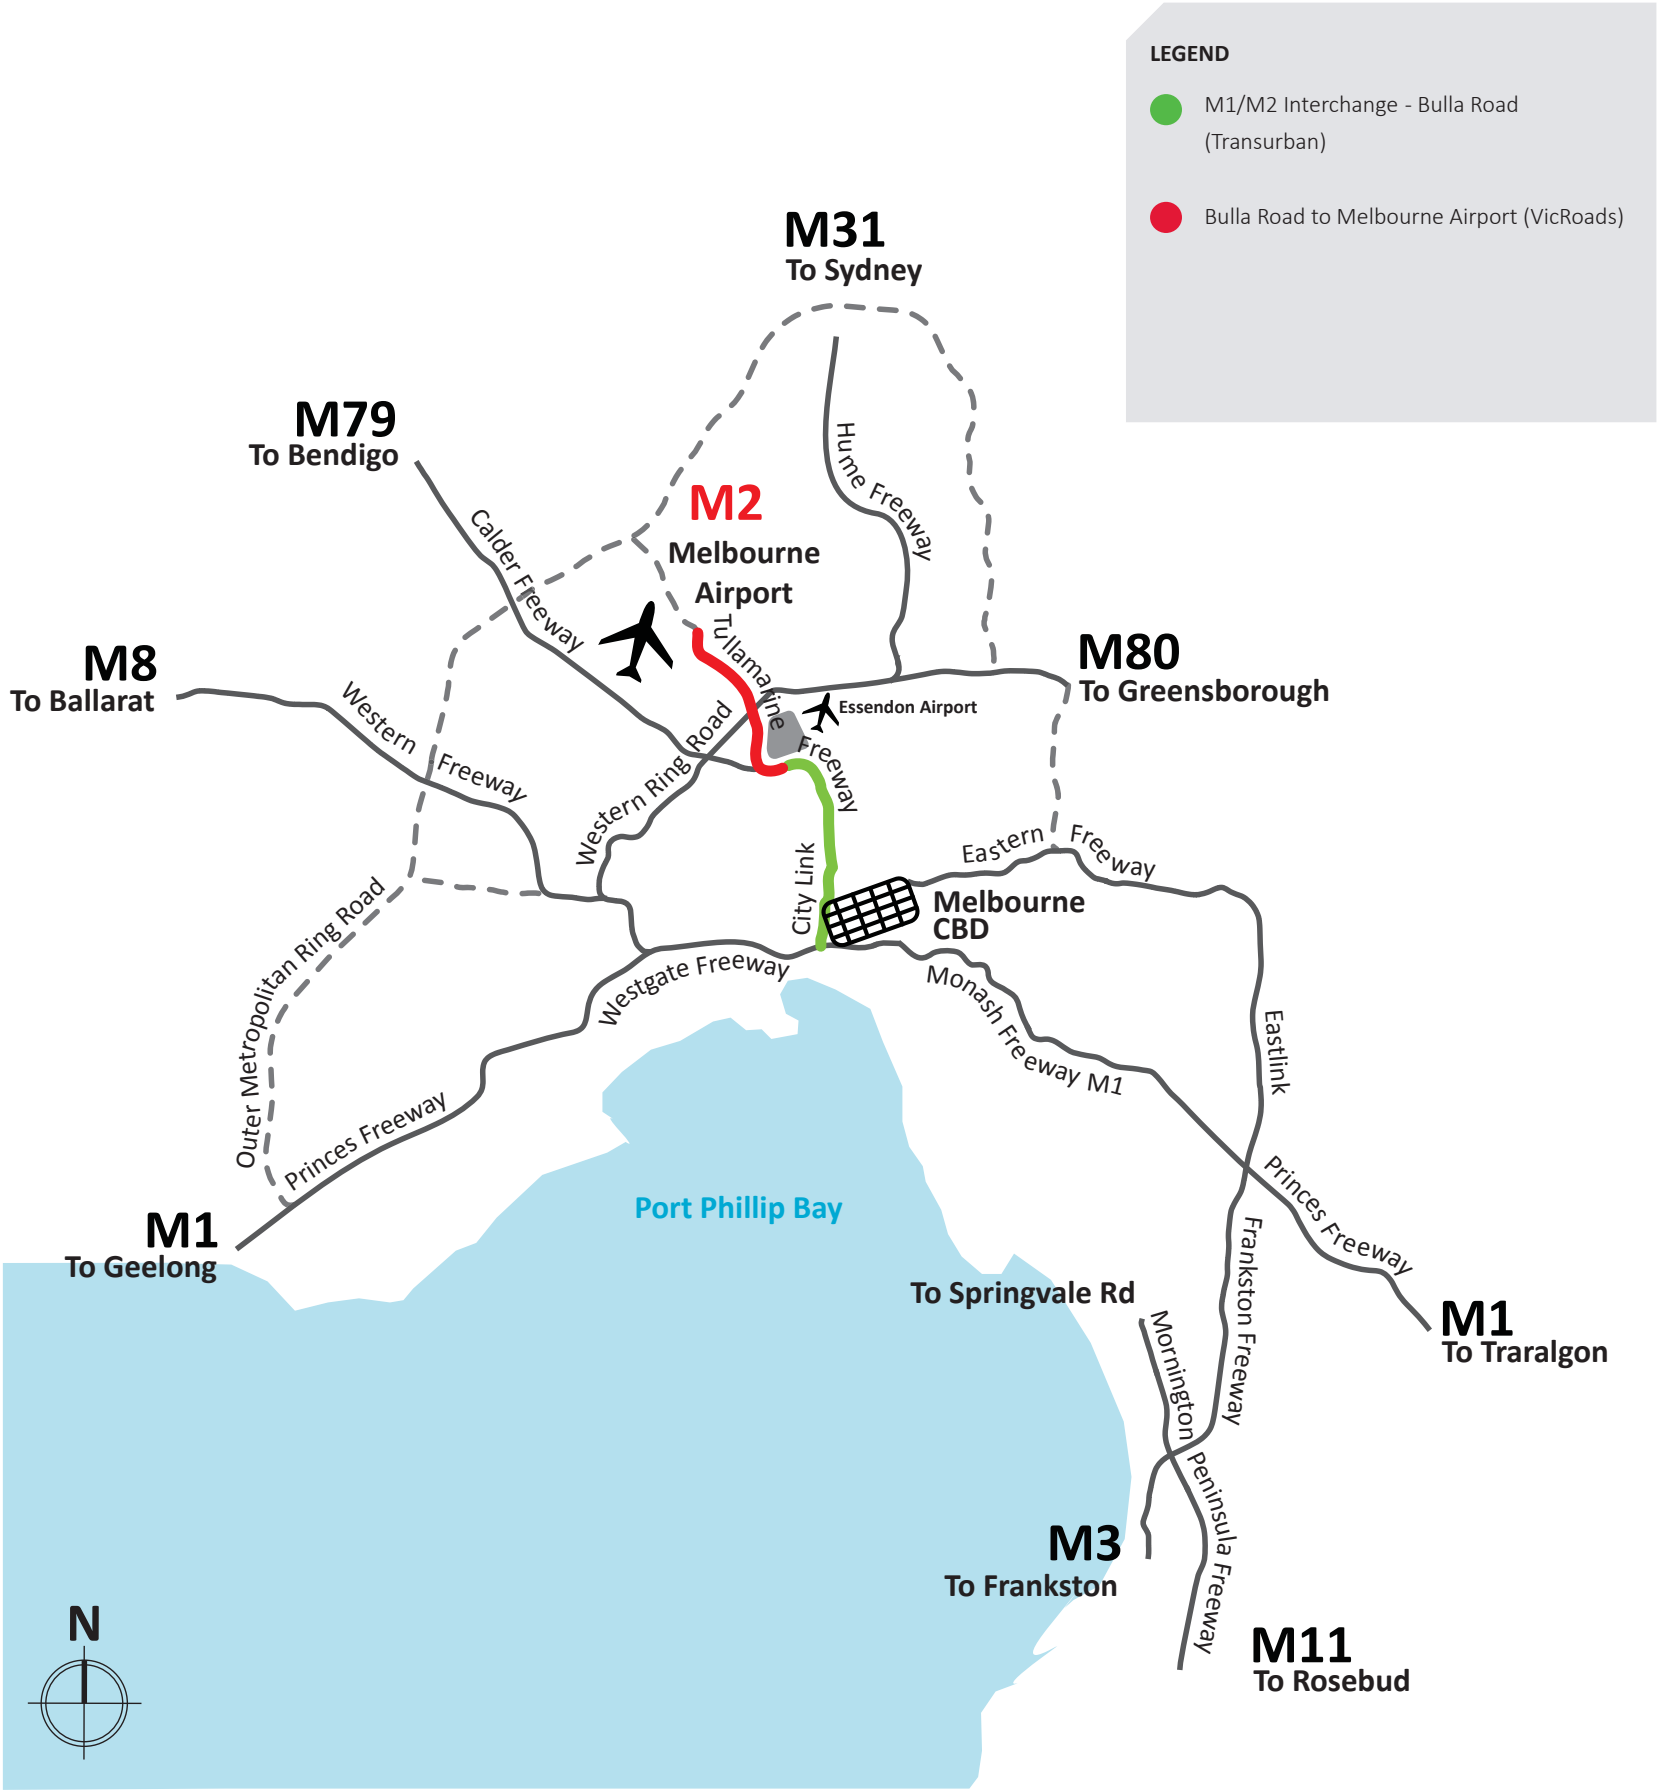 LEGEND
M1/M2 Interchange - Bulla Road
(Transurban)
Bulla Road to Melbourne Airport (VicRoads)
M31
To Sydney
M79
To Bendigo
Hume Freeway
M2
Melbourne
Airport
Calder Freeway
Tullamarine Freeway
M8
To Ballarat
M80
To Greensborough
Western Freeway
Essendon Airport
Western Ring Road
City Link
Eastern Freeway
Melbourne
CBD
Outer Metropolitan Ring Road
Westgate Freeway
Monash Freeway M1
Eastlink
Princes Freeway
Port Phillip Bay
Princes Freeway
M1
To Geelong
Frankston Freeway
To Springvale Rd
M1
To Traralgon
Mornington Peninsula Freeway
M3
To Frankston
N
M11
To Rosebud